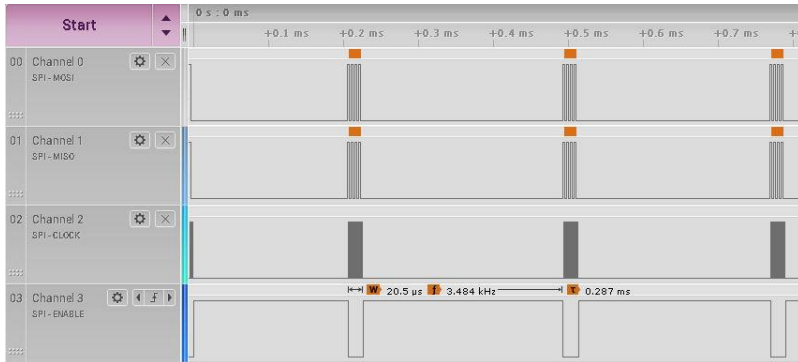 Start
0 s : 0 ms
+0.1 ms
+0.2 ms
+0.3 ms
+0.4 ms
+0.5 ms
+0.6 ms
+0.7 ms
00 Channel 0
SPI - MOSI
01 Channel 1
SPI - MISO
02 Channel 2
SPI - CLOCK
03 Channel 3
SPI - ENABLE
W 20.5 µs f 3.484 kHz T 0.287 ms